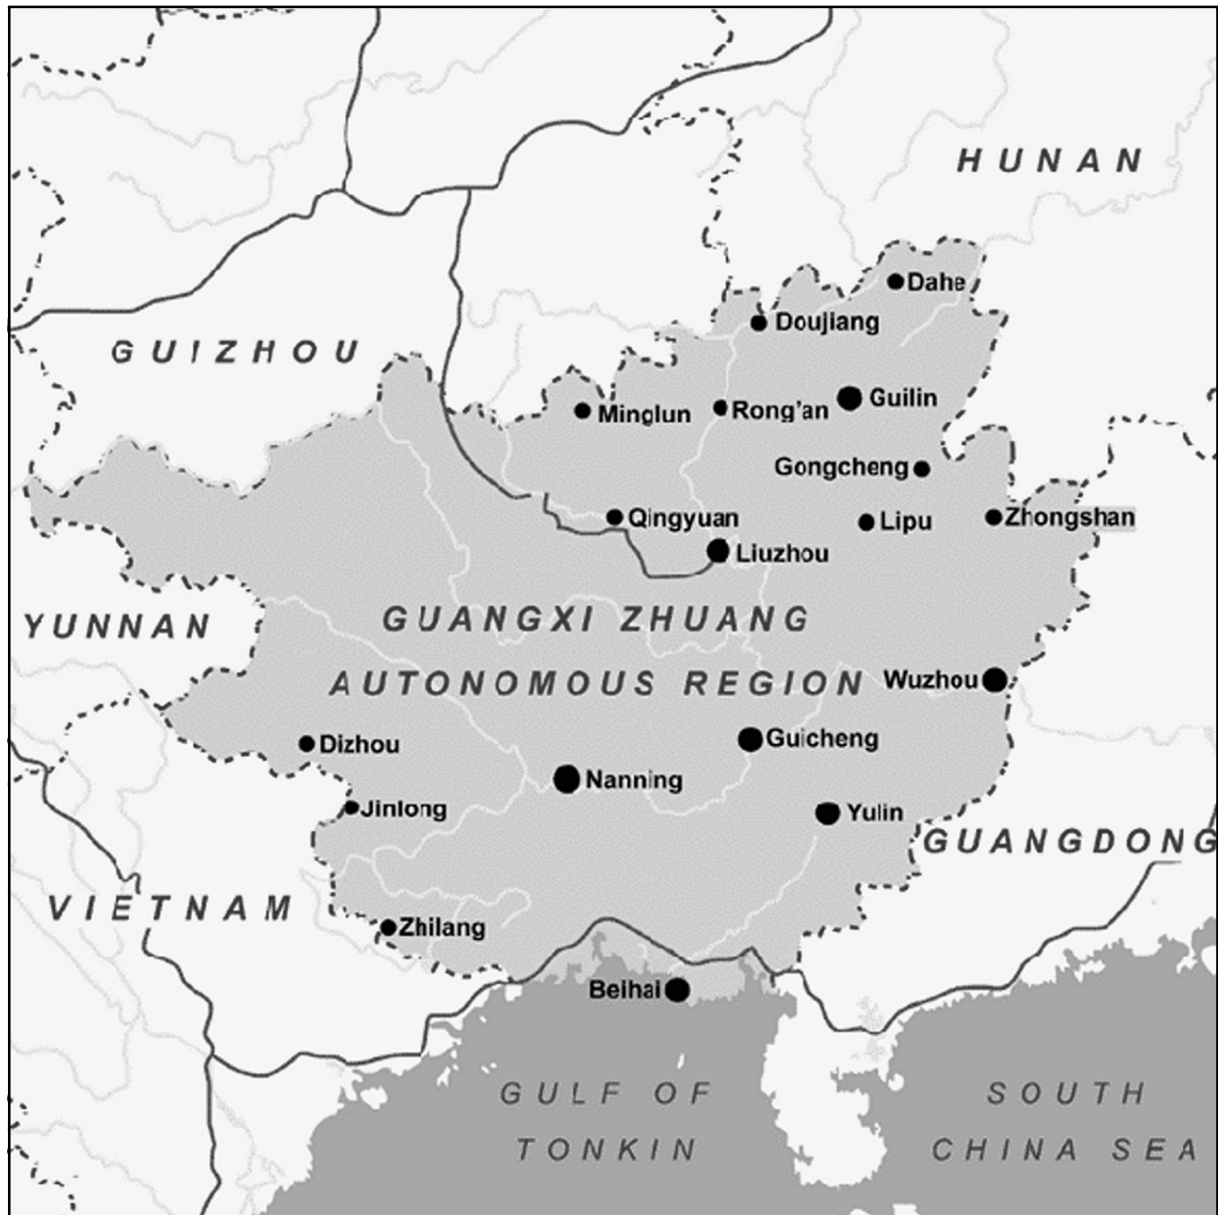 HUNAN
Dahe
Doujiang
GUIZHOU
Minglun
Rong'an
Guilin
Gongcheng
Qingyuan
Lipu
Zhongshan
Liuzhou
YUNNAN
GUANGXI ZHUANG
AUTONOMOUS REGION
Wuzhou
Dizhou
Guicheng
Nanning
Jinlong
Yulin
GUANGDONG
VIETNAM
Zhilang
Beihai
GULF OF
TONKIN
SOUTH
CHINA SEA